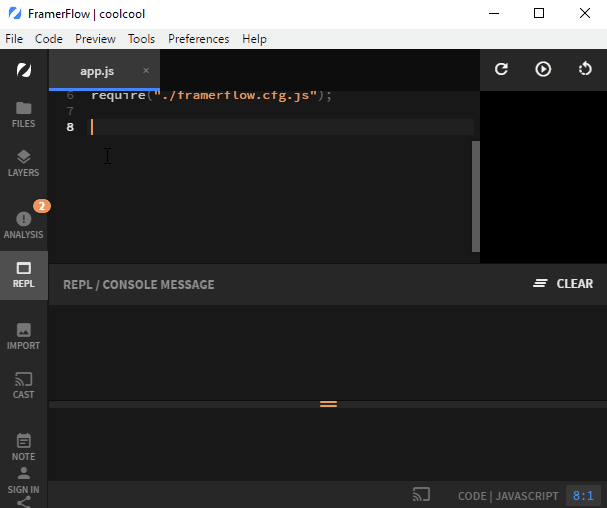 FramerFlow | coolcool
File Code Preview Tools Preferences Help
app.js ×
6 require("./framerflow.cfg.js");
7
8
FILES
LAYERS
2
ANALYSIS
REPL
IMPORT
CAST
NOTE
SIGN IN
REPL / CONSOLE MESSAGE CLEAR
CODE | JAVASCRIPT 8:1